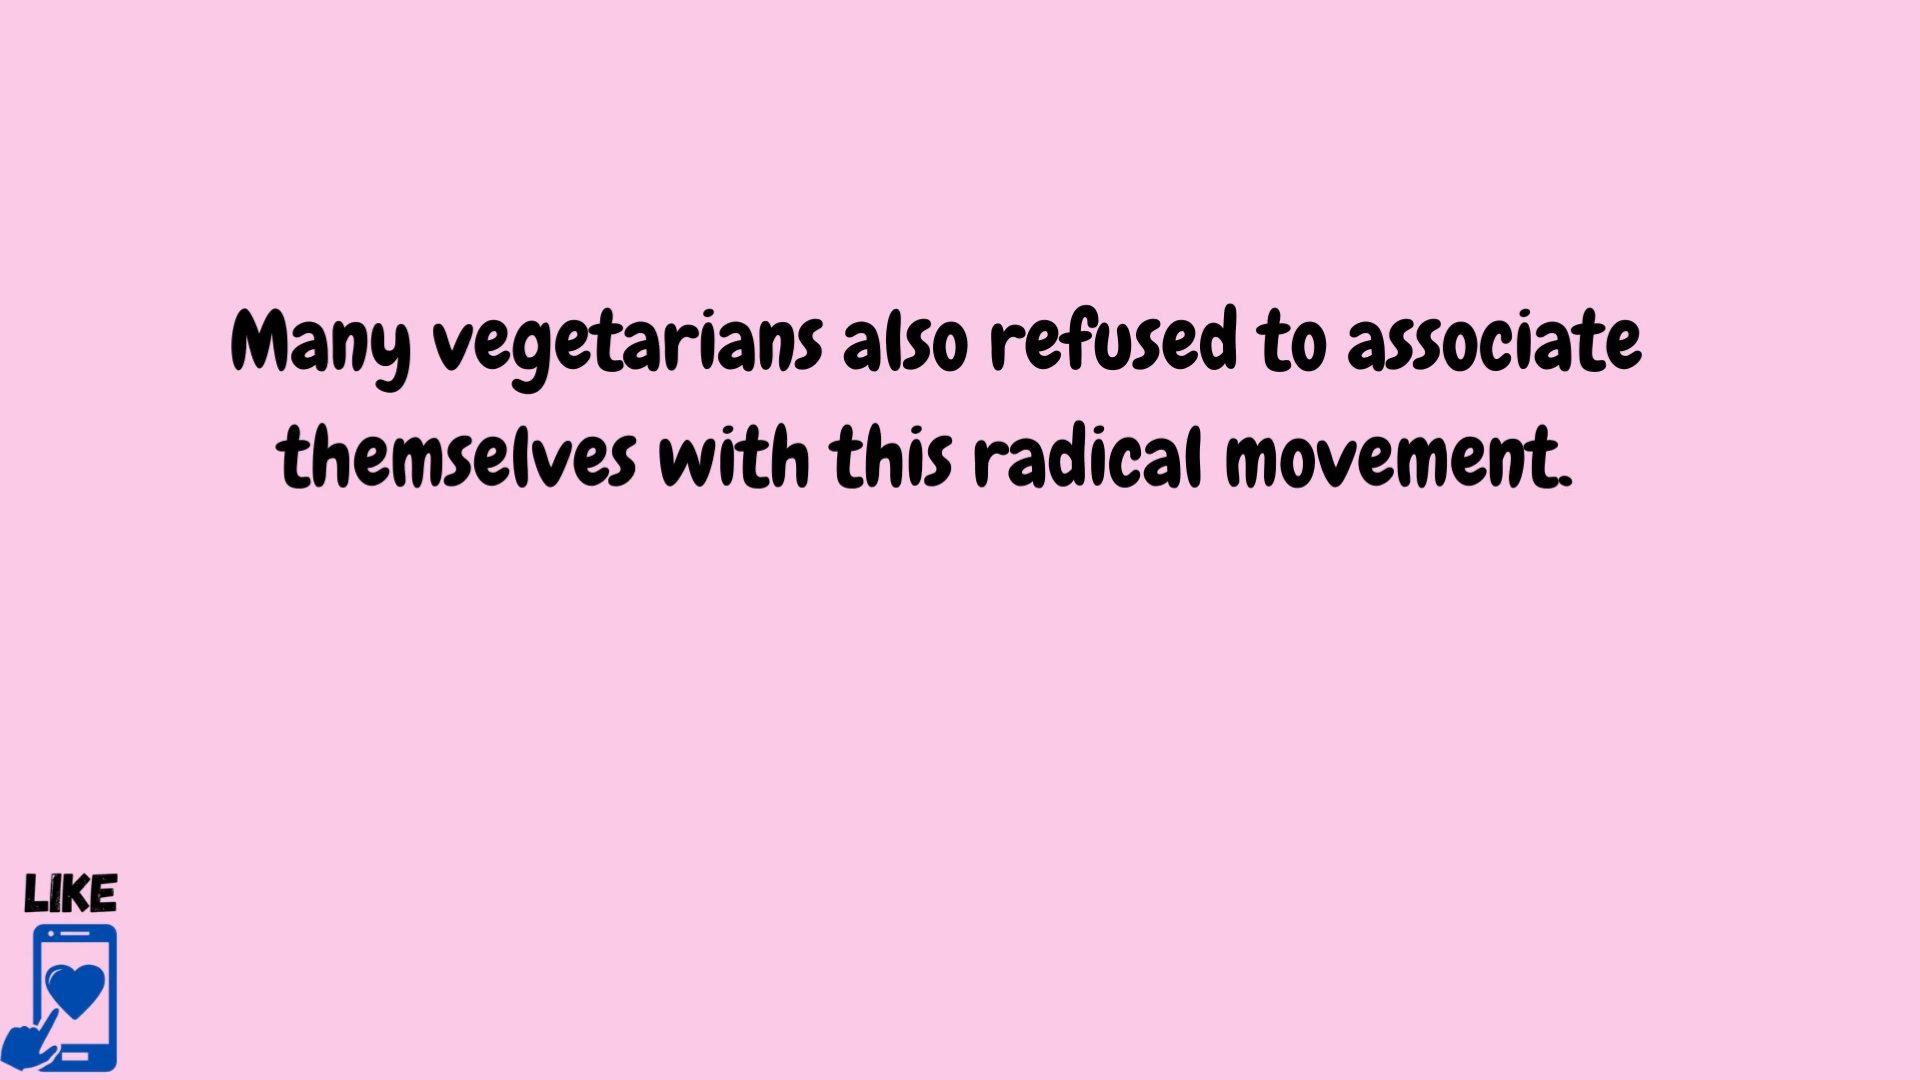 Many vegetarians also refused to associate
themselves with this radical movement.
LIKE